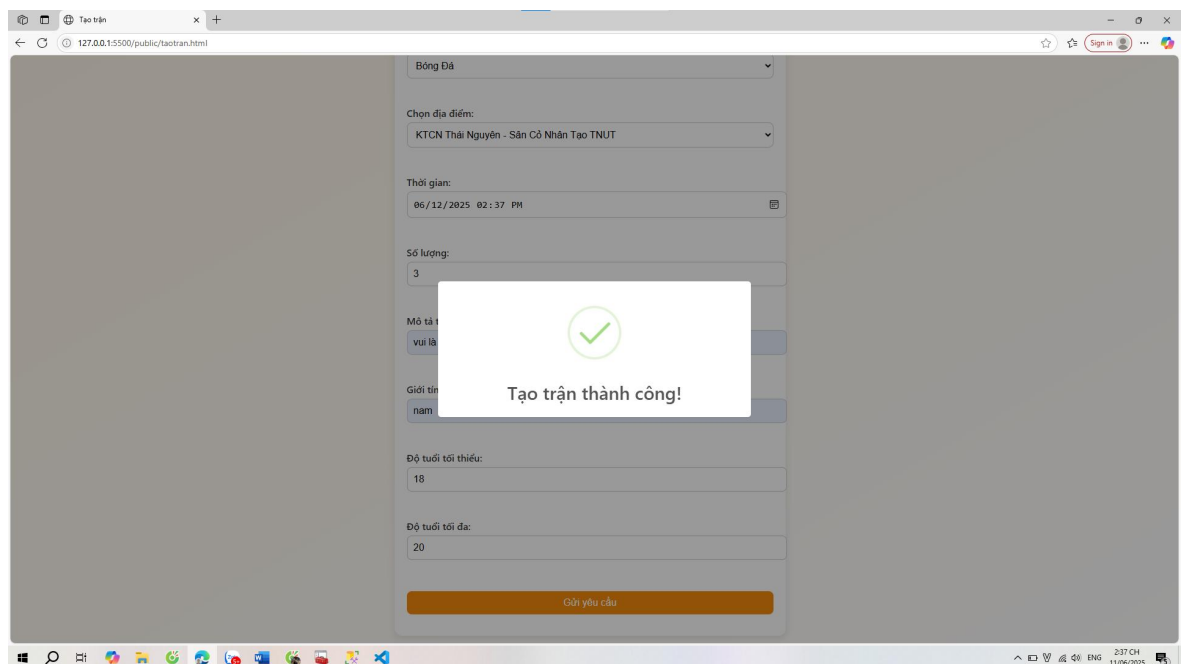 Tạo trận
127.0.0.1:5500/public/taotran.html
Sign in
Bóng Đá
Chọn địa điểm:
KTCN Thái Nguyên - Sân Cỏ Nhân Tạo TNUT
Thời gian:
06/12/2025 02:37 PM
Số lượng:
3
Mô tả t
vui là
Giới tín
nam
Tạo trận thành công!
Độ tuổi tối thiểu:
18
Độ tuổi tối đa:
20
Gửi yêu cầu
ENG
2:37 CH
11/06/2025